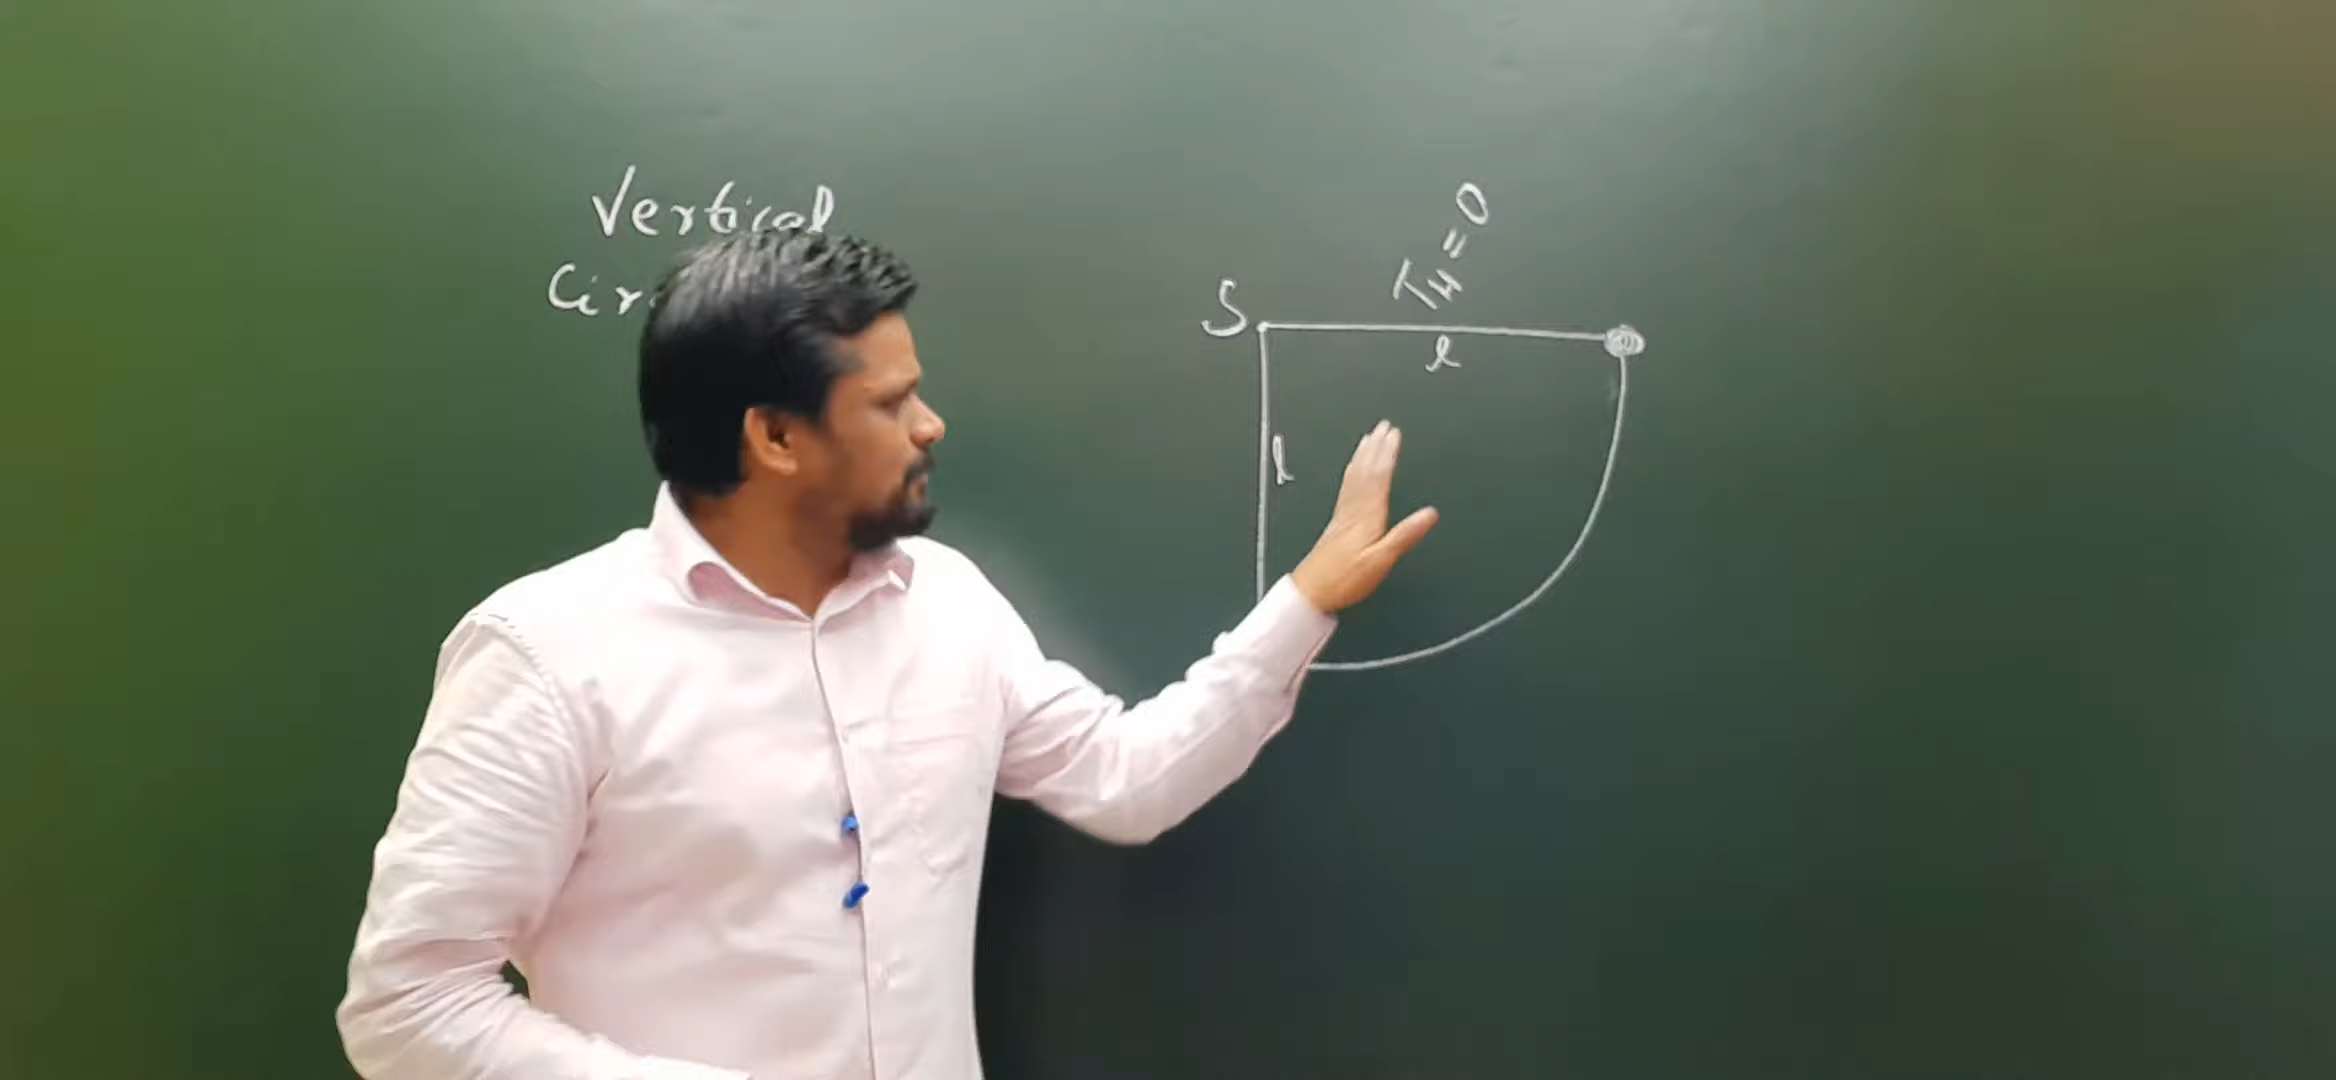 Vertical
T_H = 0
S
l
l